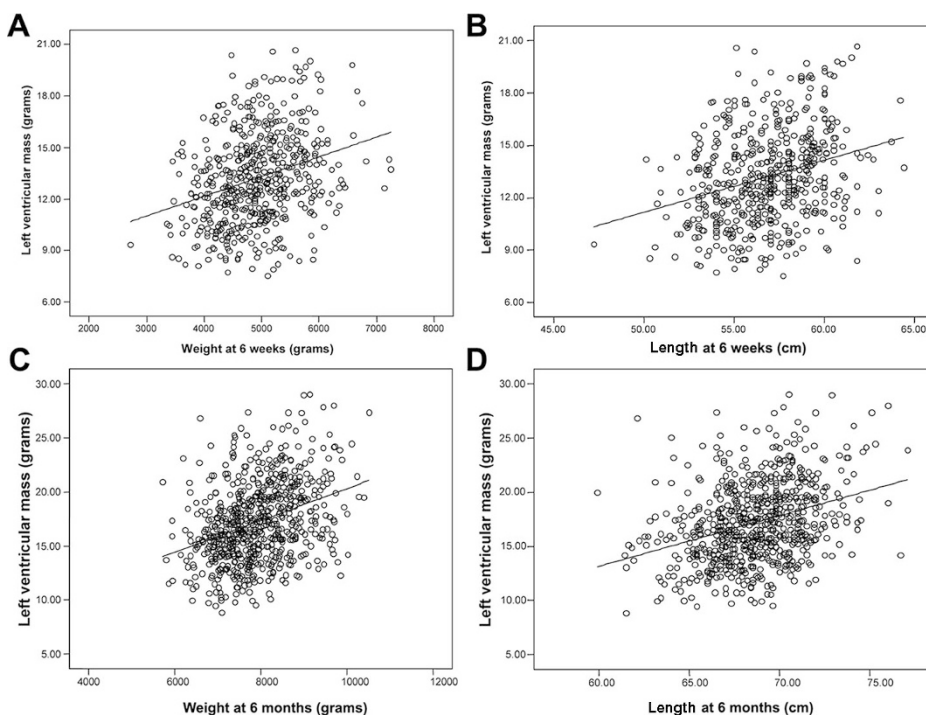 A
Left ventricular mass (grams)
21.00
18.00
15.00
12.00
9.00
6.00
2000 3000 4000 5000 6000 7000 8000
Weight at 6 weeks (grams)
B
Left ventricular mass (grams)
21.00
18.00
15.00
12.00
9.00
6.00
45.00 50.00 55.00 60.00 65.00
Length at 6 weeks (cm)
C
Left ventricular mass (grams)
30.00
25.00
20.00
15.00
10.00
5.00
4000 6000 8000 10000 12000
Weight at 6 months (grams)
D
Left ventricular mass (grams)
30.00
25.00
20.00
15.00
10.00
5.00
60.00 65.00 70.00 75.00
Length at 6 months (cm)